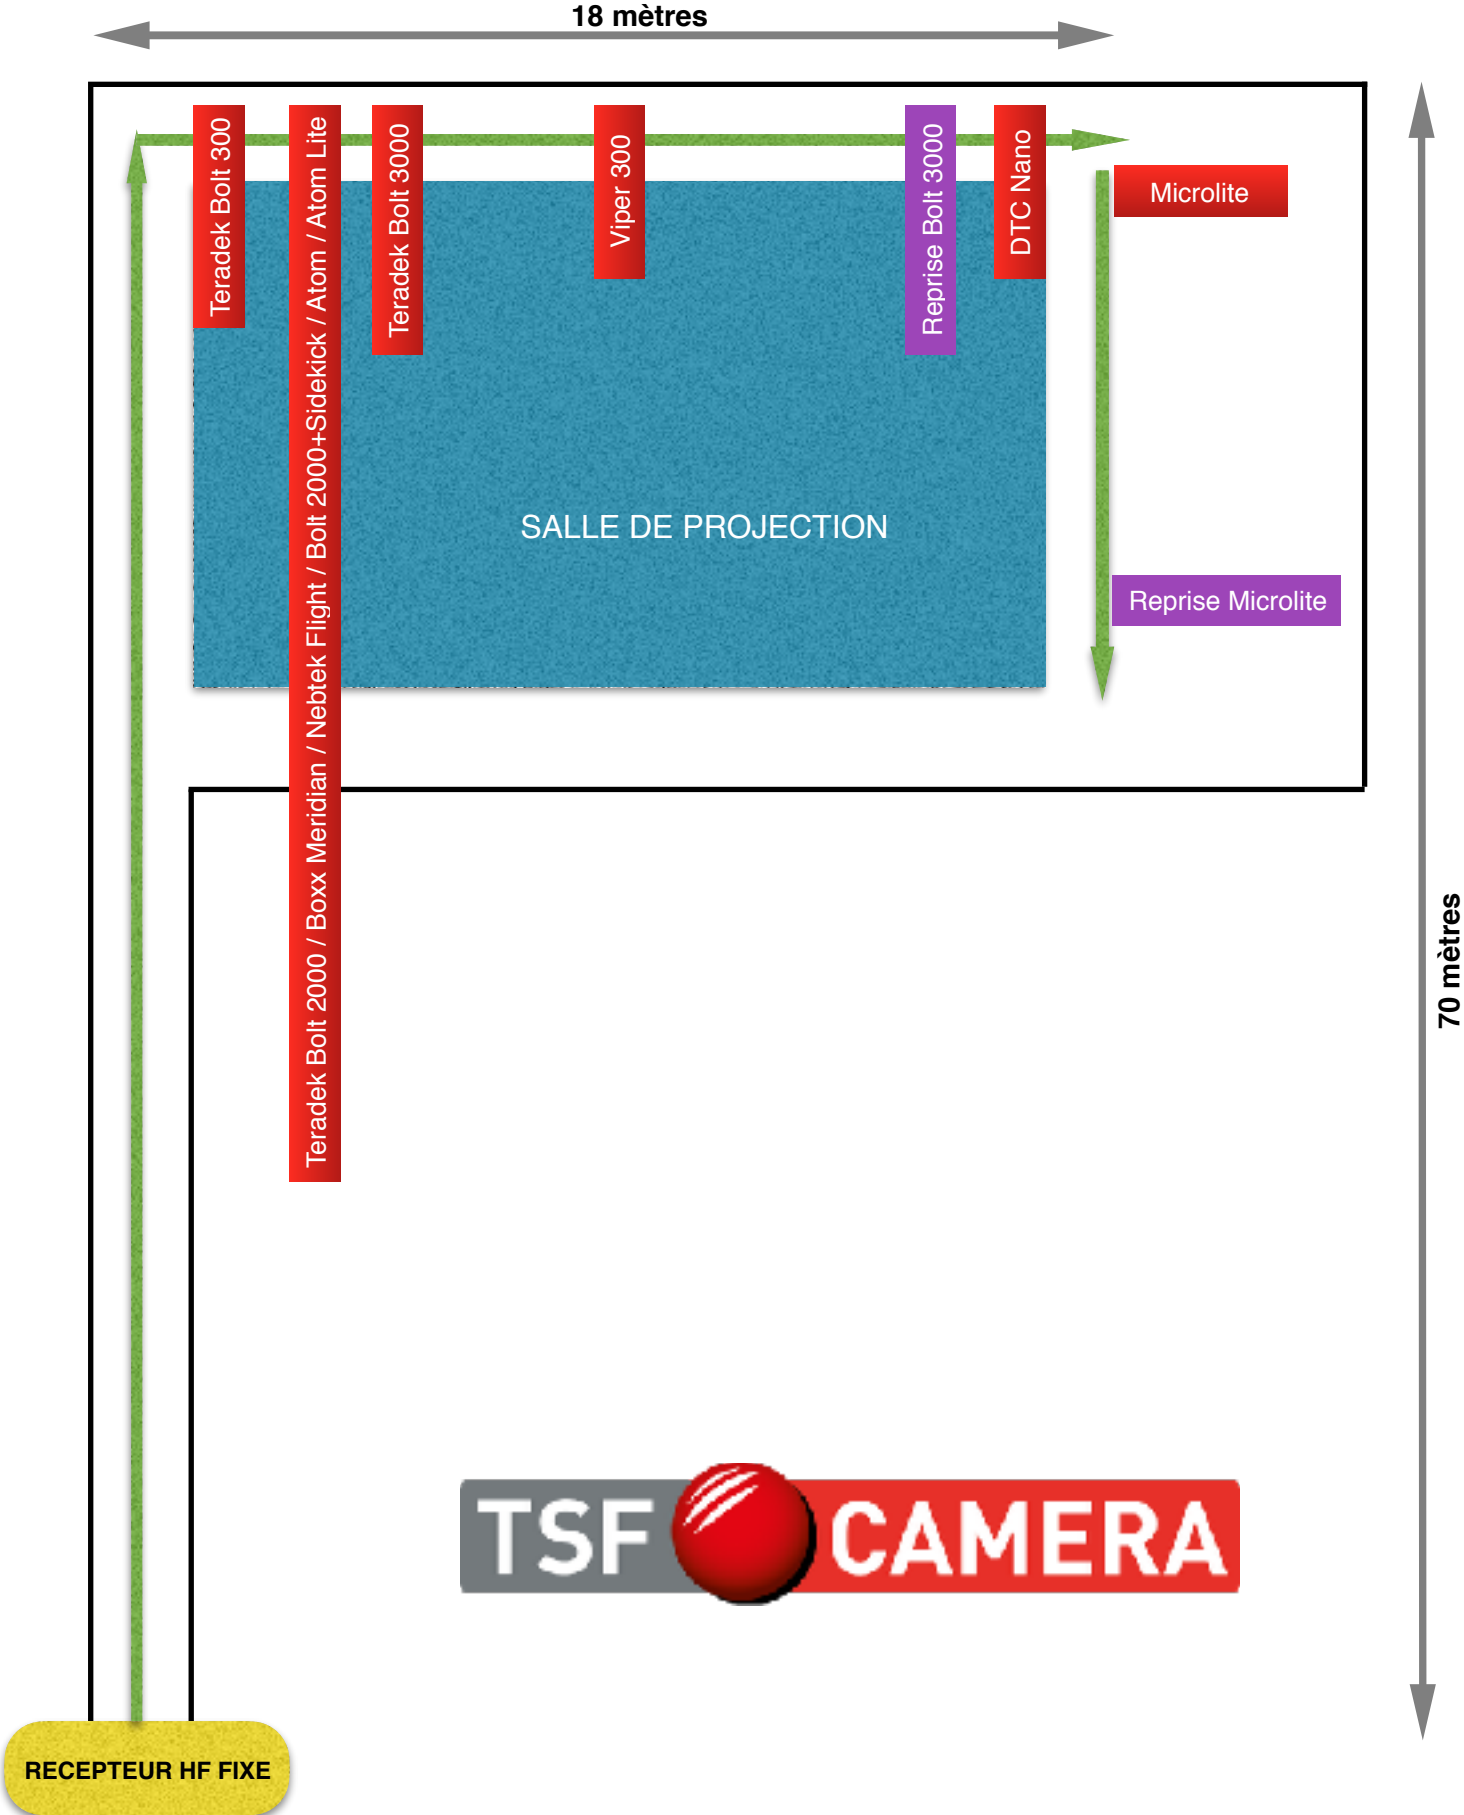 18 mètres
Teradek Bolt 300
Teradek Bolt 2000 / Boxx Meridian / Nebtek Flight / Bolt 2000+Sidekick / Atom / Atom Lite
Teradek Bolt 3000
Viper 300
Reprise Bolt 3000
DTC Nano
Microlite
SALLE DE PROJECTION
Reprise Microlite
70 mètres
TSF CAMERA
RECEPTEUR HF FIXE